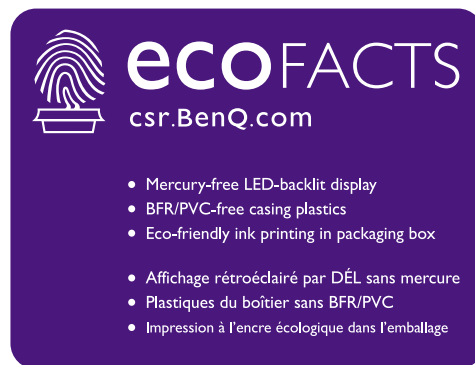 ecoFACTS
csr.BenQ.com
• Mercury-free LED-backlit display
• BFR/PVC-free casing plastics
• Eco-friendly ink printing in packaging box
• Affichage rétroéclairé par DÉL sans mercure
• Plastiques du boîtier sans BFR/PVC
• Impression à l'encre écologique dans l'emballage